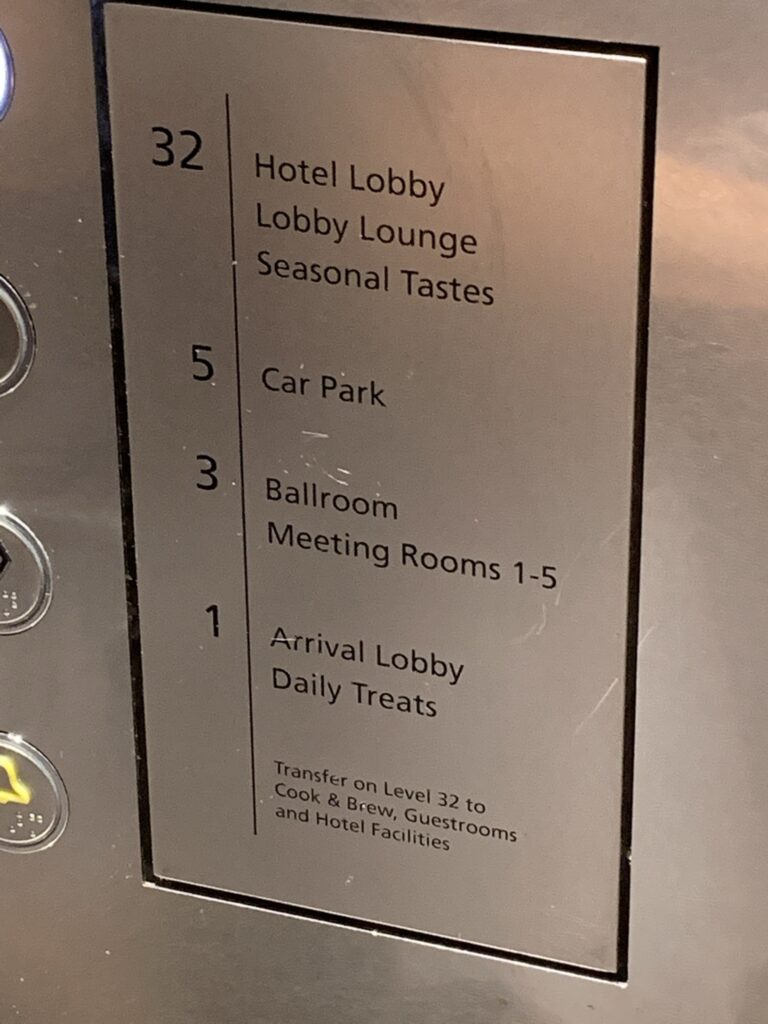 32 Hotel Lobby
Lobby Lounge
Seasonal Tastes
5 Car Park
3 Ballroom
Meeting Rooms 1-5
1 Arrival Lobby
Daily Treats
Transfer on Level 32 to
Cook & Brew, Guestrooms
and Hotel Facilities